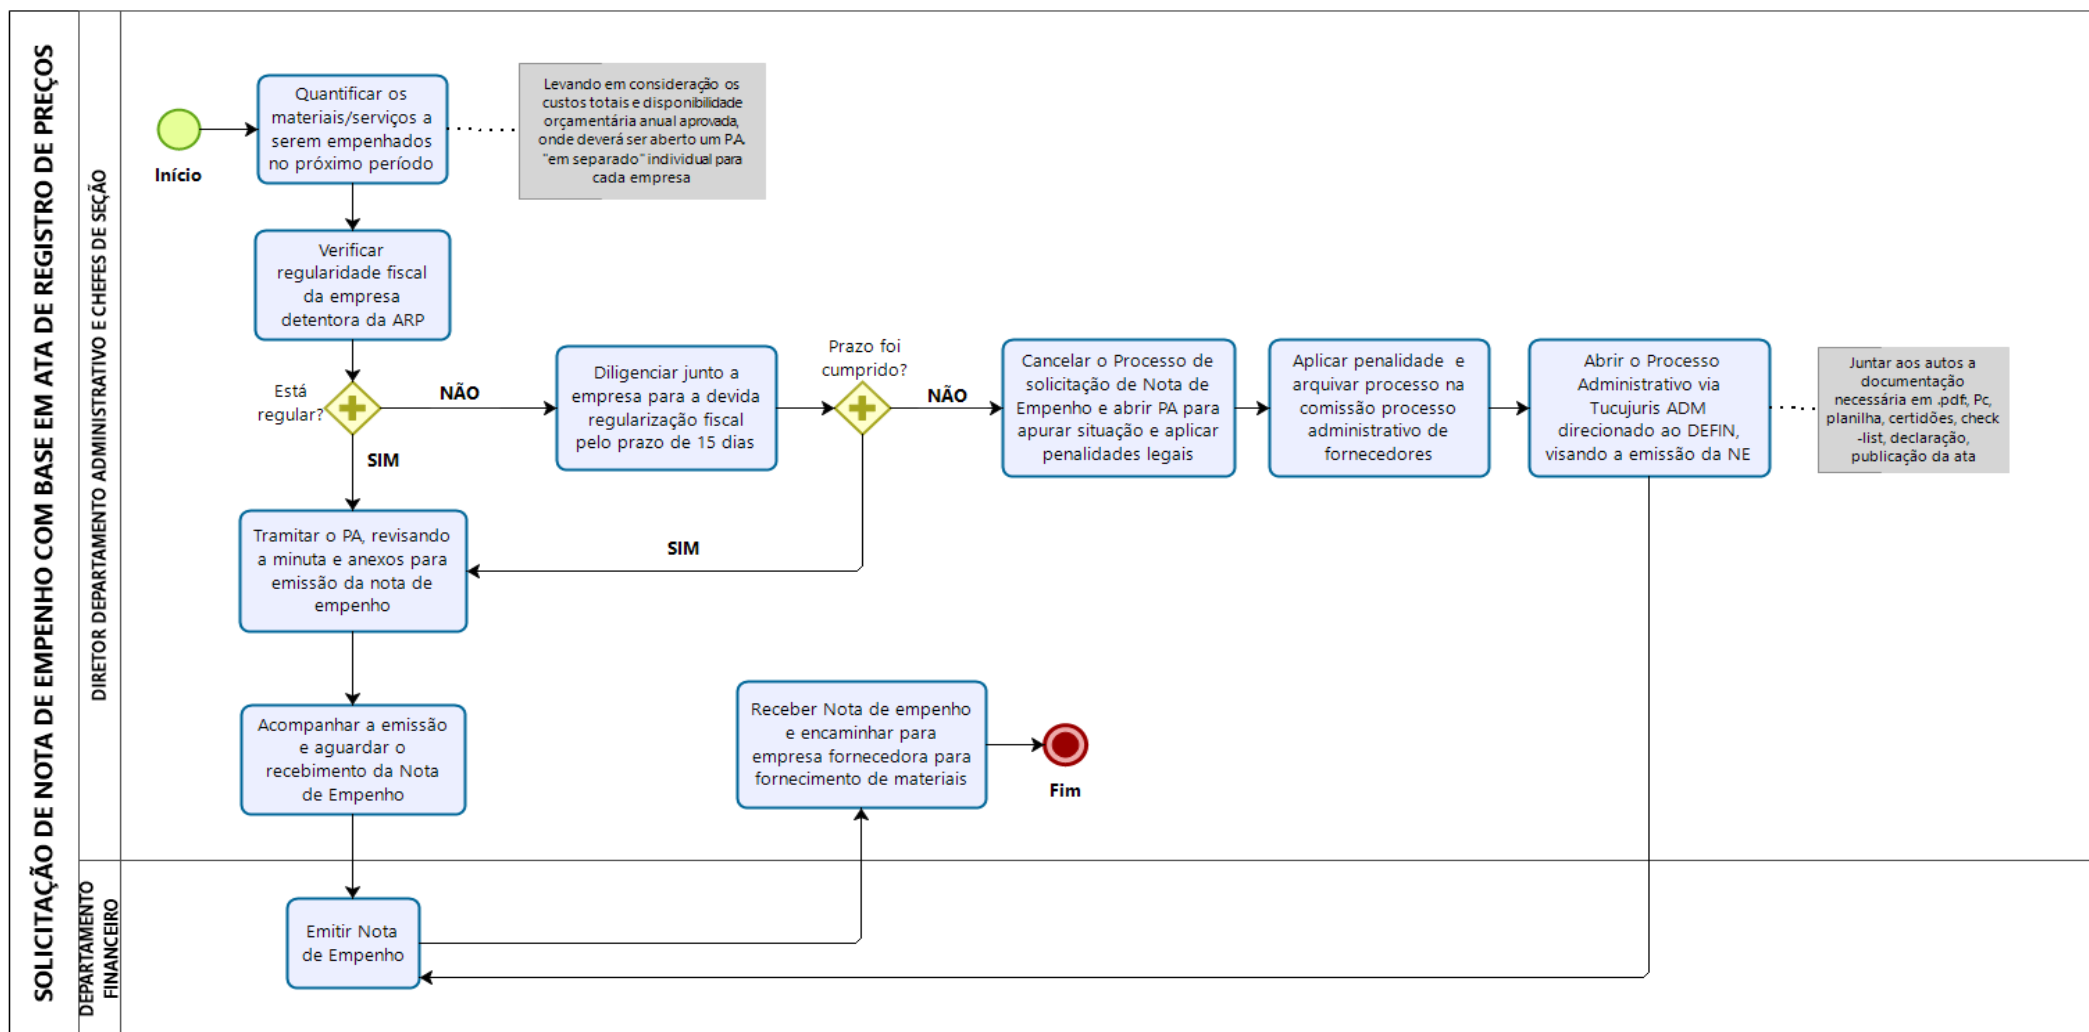 SOLICITAÇÃO DE NOTA DE EMPENHO COM BASE EM ATA DE REGISTRO DE PREÇOS
DIRETOR DEPARTAMENTO ADMINISTRATIVO E CHEFES DE SEÇÃO
Início
Quantificar os
materiais/serviços a
serem empenhados
no próximo período
Levando em consideração os
custos totais e disponibilidade
orçamentária anual aprovada,
onde deverá ser aberto um P.A.
"em separado" individual para
cada empresa
Verificar
regularidade fiscal
da empresa
detentora da ARP
Está
regular?
NÃO
SIM
Diligenciar junto a
empresa para a devida
regularização fiscal
pelo prazo de 15 dias
Prazo foi
cumprido?
NÃO
SIM
Cancelar o Processo de
solicitação de Nota de
Empenho e abrir PA para
apurar situação e aplicar
penalidades legais
Aplicar penalidade e
arquivar processo na
comissão processo
administrativo de
fornecedores
Abrir o Processo
Administrativo via
Tucujuris ADM
direcionado ao DEFIN,
visando a emissão da NE
Juntar aos autos a
documentação
necessária em .pdf, Pc,
planilha, certidões, check
-list, declaração,
publicação da ata
Tramitar o PA, revisando
a minuta e anexos para
emissão da nota de
empenho
Acompanhar a emissão
e aguardar o
recebimento da Nota
de Empenho
Receber Nota de empenho
e encaminhar para
empresa fornecedora para
fornecimento de materiais
Fim
DEPARTAMENTO
FINANCEIRO
Emitir Nota
de Empenho